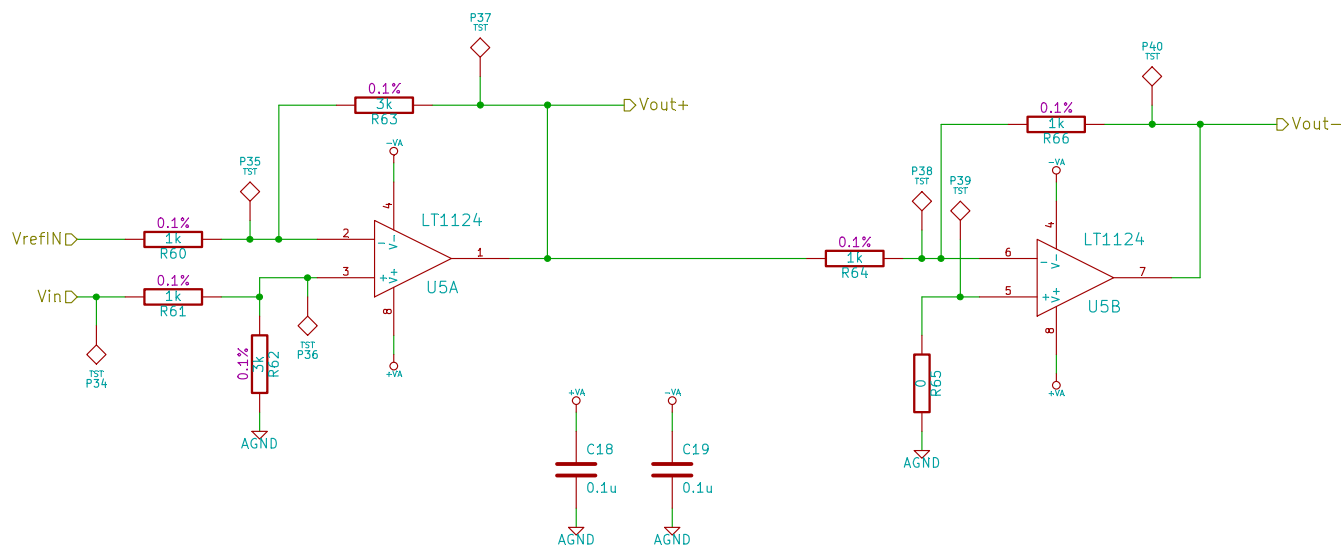 P37
TST
0.1%
3k
R63
Vout+
-VA
P35
TST
4
VrefIN
0.1%
1k
R60
2
-
V-
LT1124
1
Vin
0.1%
1k
R61
3
+
V+
U5A
8
P34
TST
0.1%
3k
R62
TST
P36
+VA
AGND
+VA
C18
0.1u
AGND
-VA
C19
0.1u
AGND
P40
TST
0.1%
1k
R66
Vout-
-VA
P38
TST
P39
TST
4
0.1%
1k
R64
6
-
V-
LT1124
7
5
+
V+
U5B
8
0
R65
+VA
AGND